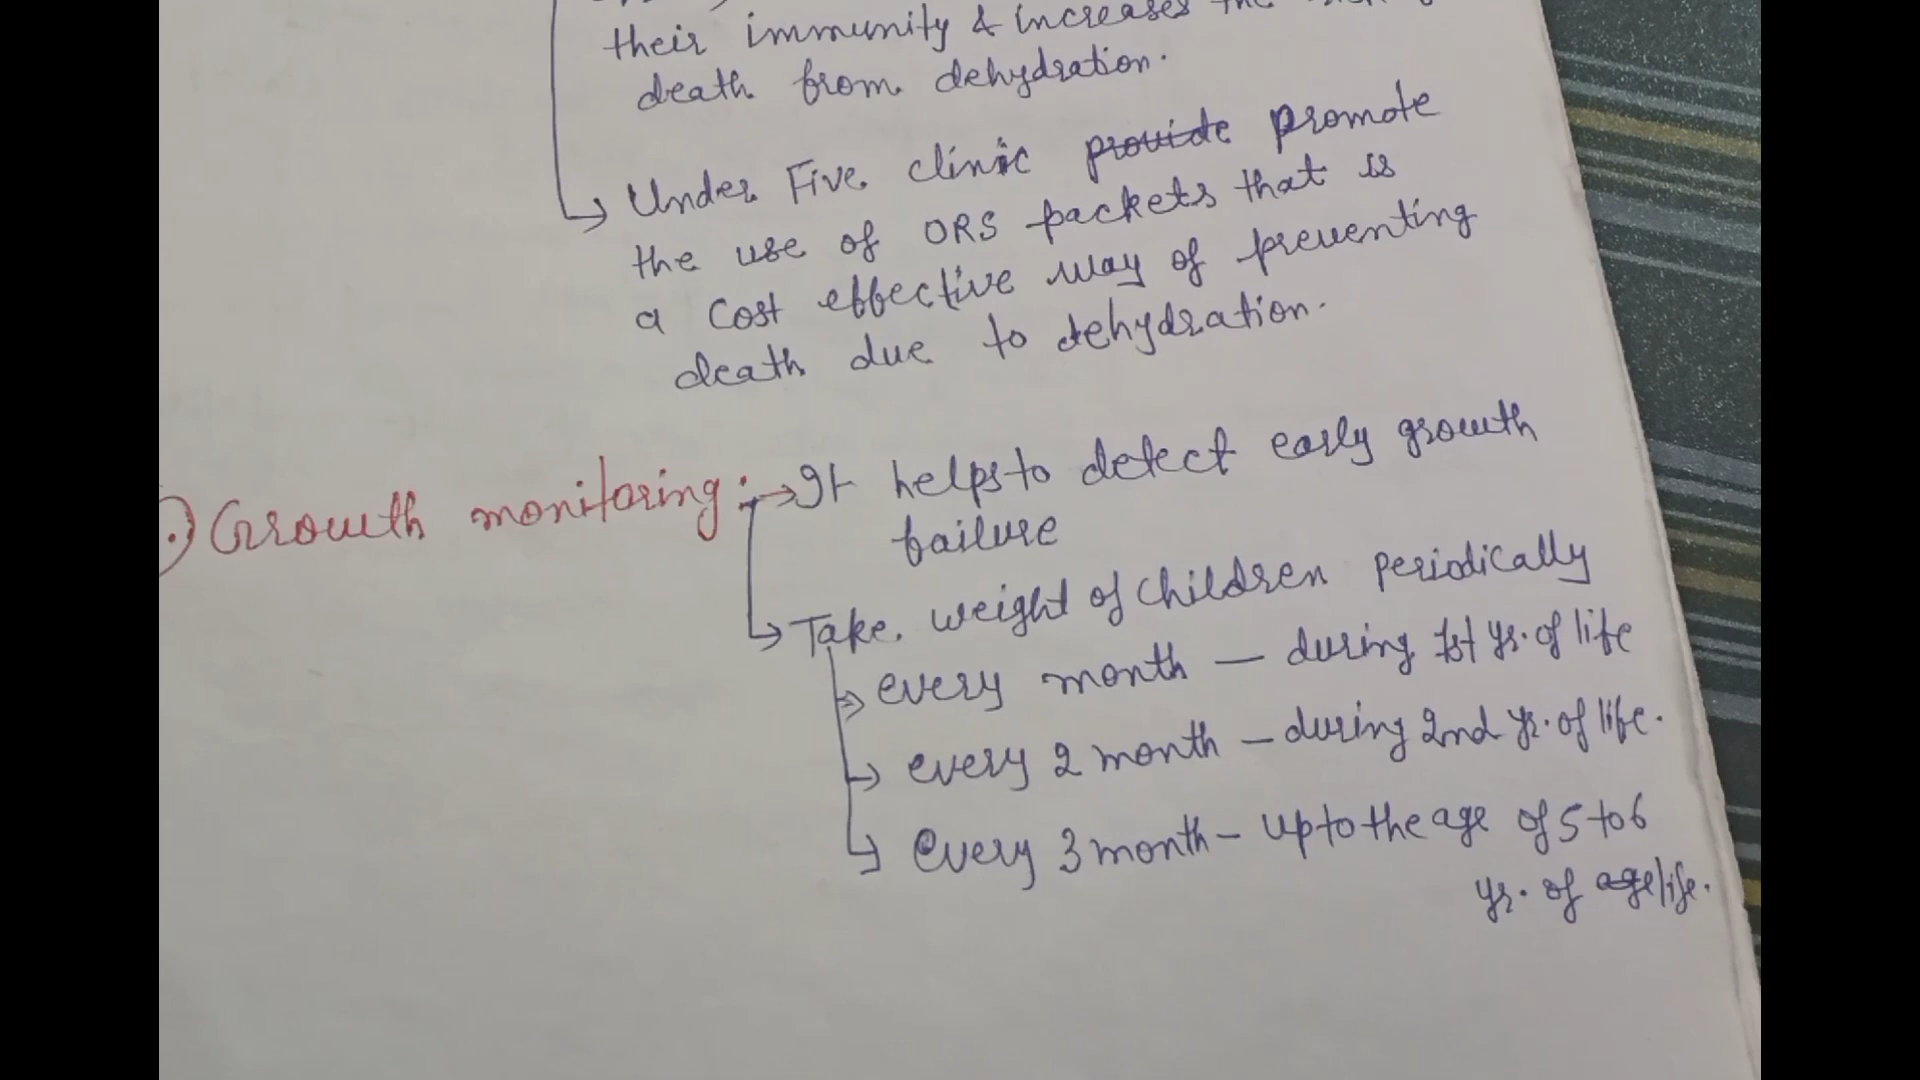 their immunity & increases the
death from dehydration.
Under Five clinic provide promote
the use of ORS packets that is
a cost effective way of preventing
death due to dehydration.
.) Growth monitoring :- → It helps to detect early growth
failure
→ Take weight of children periodically
→ every month — during 1st yr. of life
→ every 2 month — during 2nd yr. of life.
→ every 3 month — upto the age of 5 to 6
yr. of age/life.